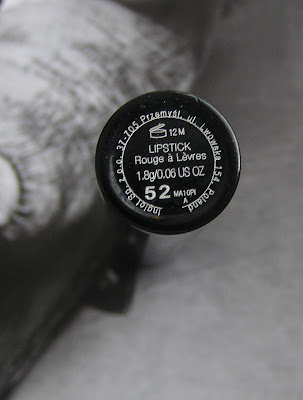 Inglot Sp. z o.o. 37-705 Przemyśl, ul. Lwowska 154, Poland
12M
LIPSTICK
Rouge à Lèvres
1.8g/0.06 US OZ
52 MA10PI
A